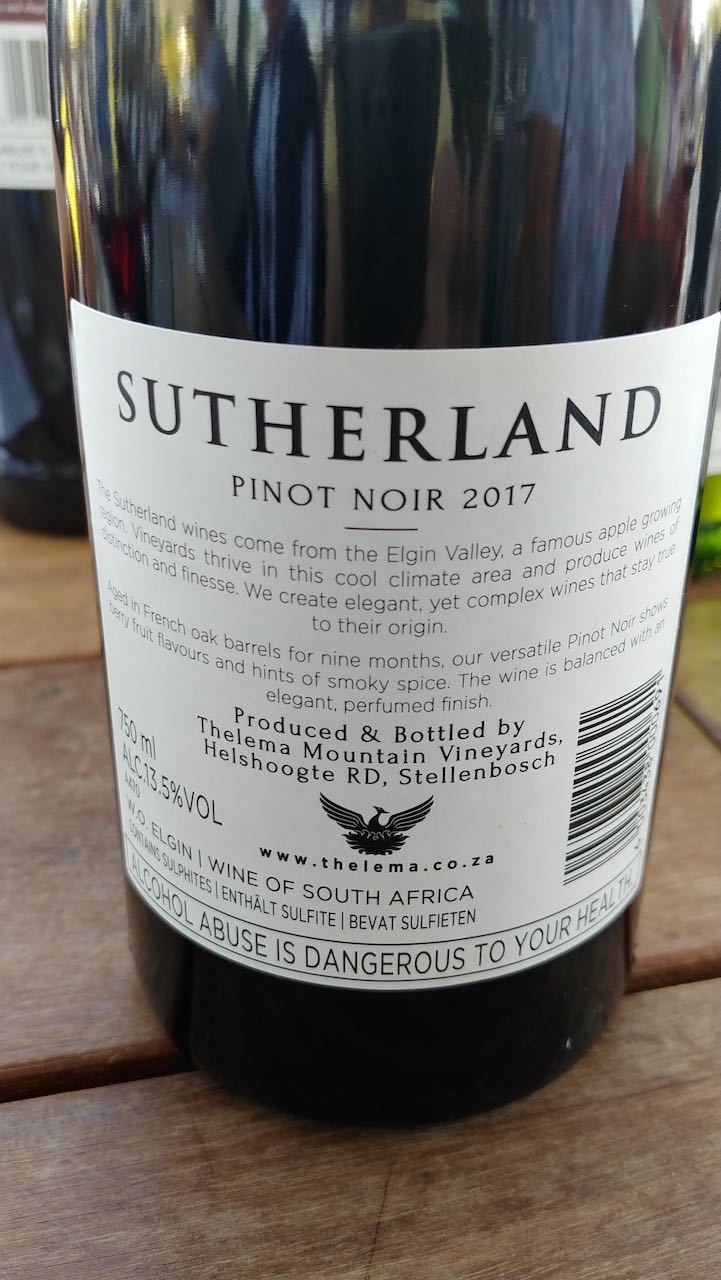 SUTHERLAND
PINOT NOIR 2017
The Sutherland wines come from the Elgin Valley, a famous apple growing
region. Vineyards thrive in this cool climate area and produce wines of
distinction and finesse. We create elegant, yet complex wines that stay true
to their origin.
Aged in French oak barrels for nine months, our versatile Pinot Noir shows
berry fruit flavours and hints of smoky spice. The wine is balanced with an
elegant, perfumed finish.
Produced & Bottled by
Thelema Mountain Vineyards,
Helshoogte RD, Stellenbosch
750 ml
ALC.13.5%VOL
www.thelema.co.za
W.O. ELGIN | WINE OF SOUTH AFRICA
CONTAINS SULPHITES | ENTHÄLT SULFITE | BEVAT SULFIETEN
ALCOHOL ABUSE IS DANGEROUS TO YOUR HEALTH.